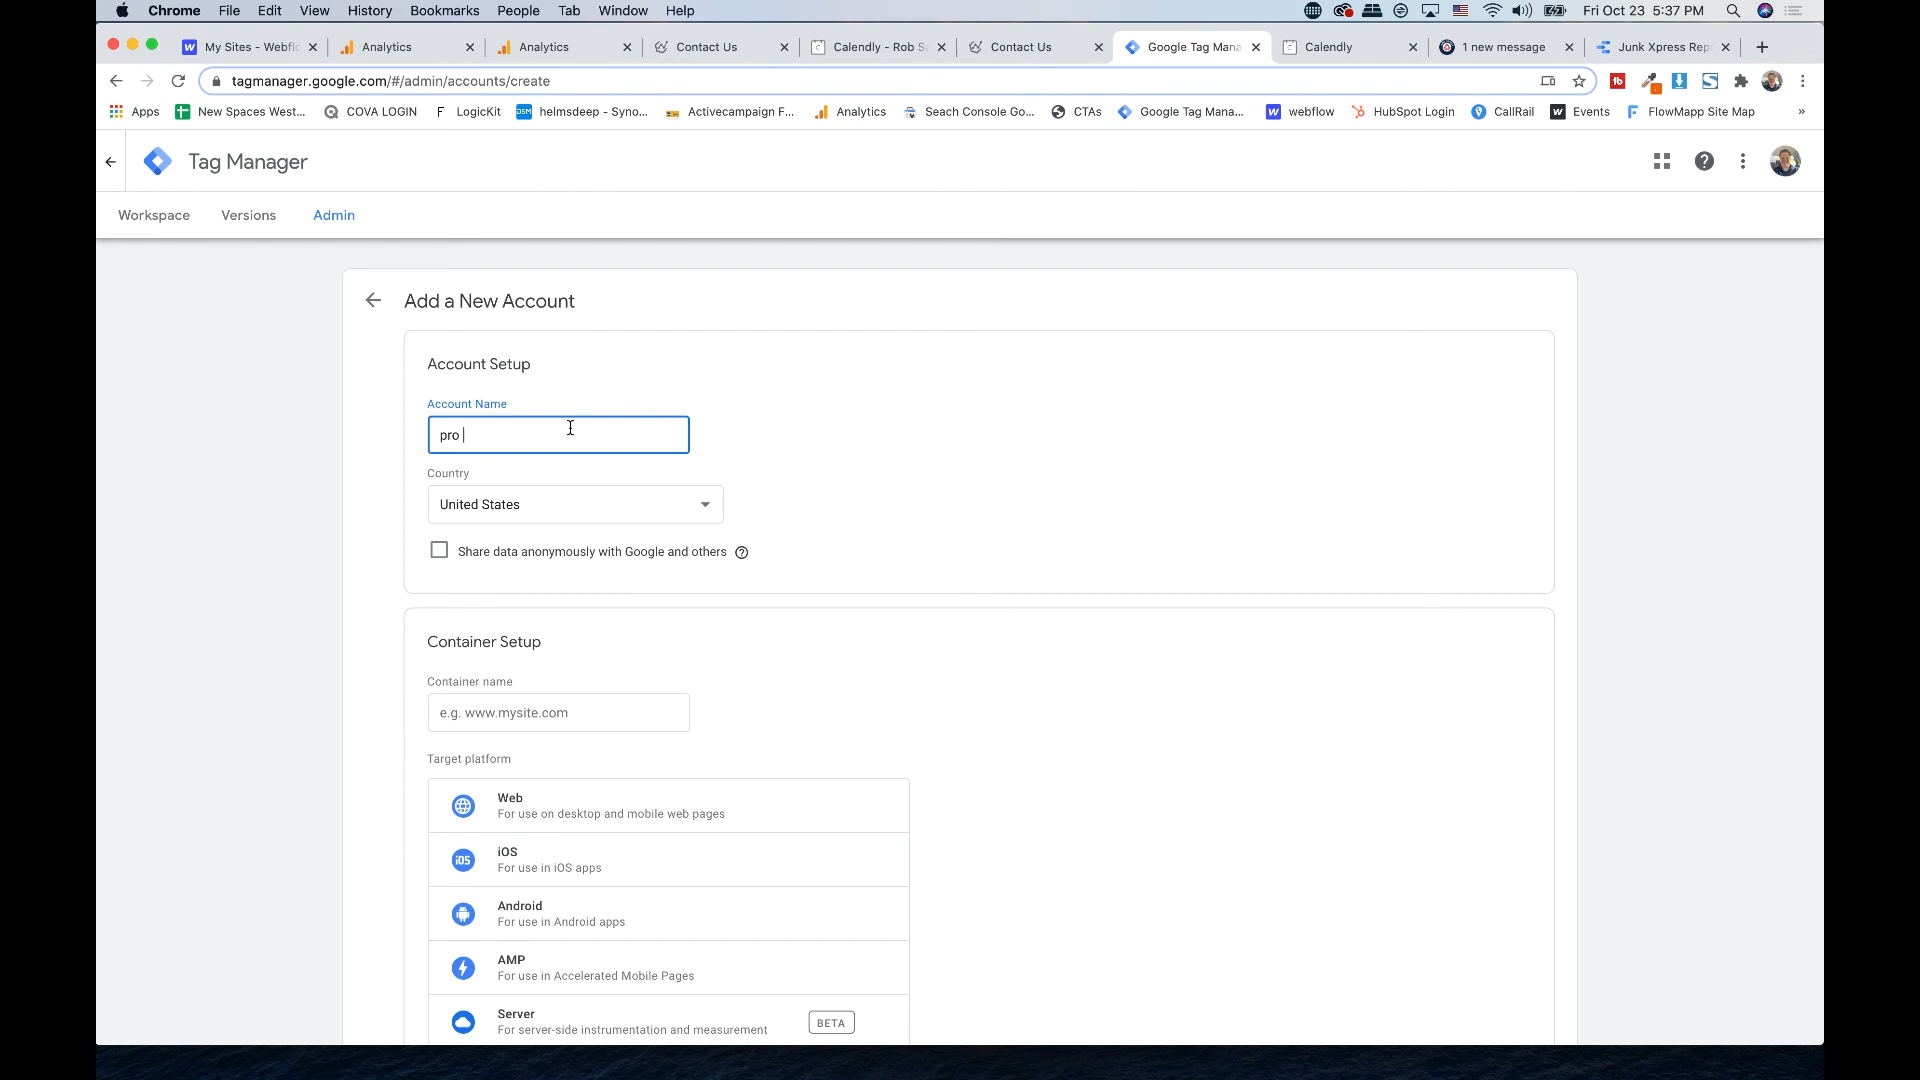 Chrome File Edit View History Bookmarks People Tab Window Help Fri Oct 23 5:37 PM
My Sites - Webflo Analytics Analytics Contact Us Calendly - Rob S Contact Us Google Tag Mana Calendly 1 new message Junk Xpress Rep
tagmanager.google.com/#/admin/accounts/create
Apps New Spaces West... COVA LOGIN LogicKit helmsdeep - Syno... Activecampaign F... Analytics Seach Console Go... CTAs Google Tag Mana... webflow HubSpot Login CallRail Events FlowMapp Site Map »
Tag Manager
Workspace Versions Admin
Add a New Account
Account Setup
Account Name
pro
Country
United States
Share data anonymously with Google and others
Container Setup
Container name
e.g. www.mysite.com
Target platform
Web
For use on desktop and mobile web pages
iOS
iOS
For use in iOS apps
Android
For use in Android apps
AMP
For use in Accelerated Mobile Pages
Server
For server-side instrumentation and measurement BETA